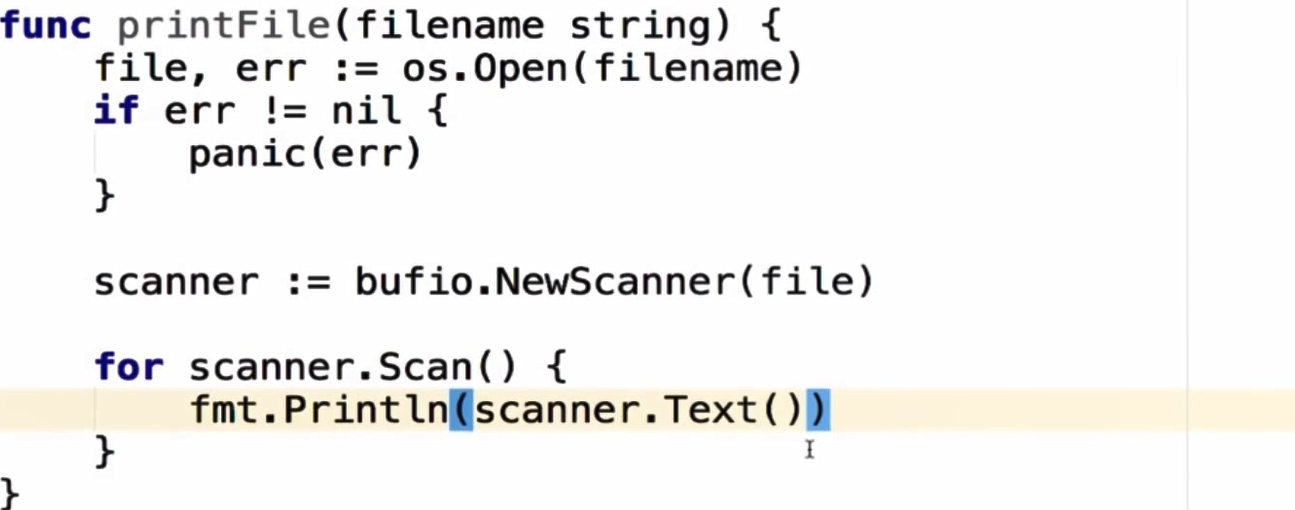 func printFile(filename string) {
    file, err := os.Open(filename)
    if err != nil {
        panic(err)
    }
    scanner := bufio.NewScanner(file)
    for scanner.Scan() {
        fmt.Println(scanner.Text())
    }
}